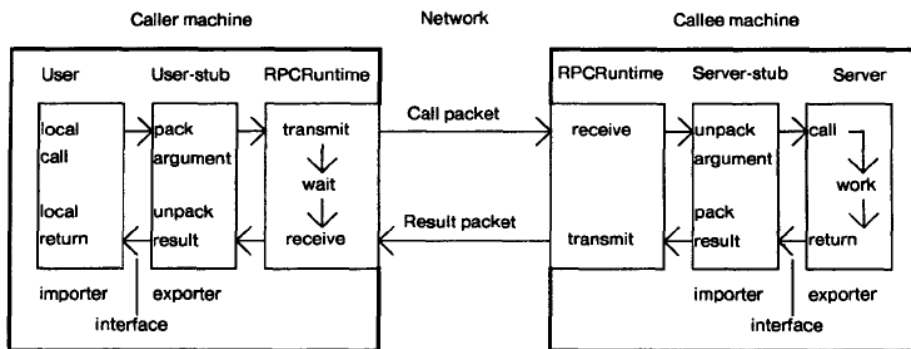 Caller machine Network Callee machine
User User-stub RPCRuntime RPCRuntime Server-stub Server
Call packet
local pack transmit receive unpack call
call argument argument
wait work
local unpack pack
Result packet
return result receive transmit result return
importer exporter importer exporter
interface interface